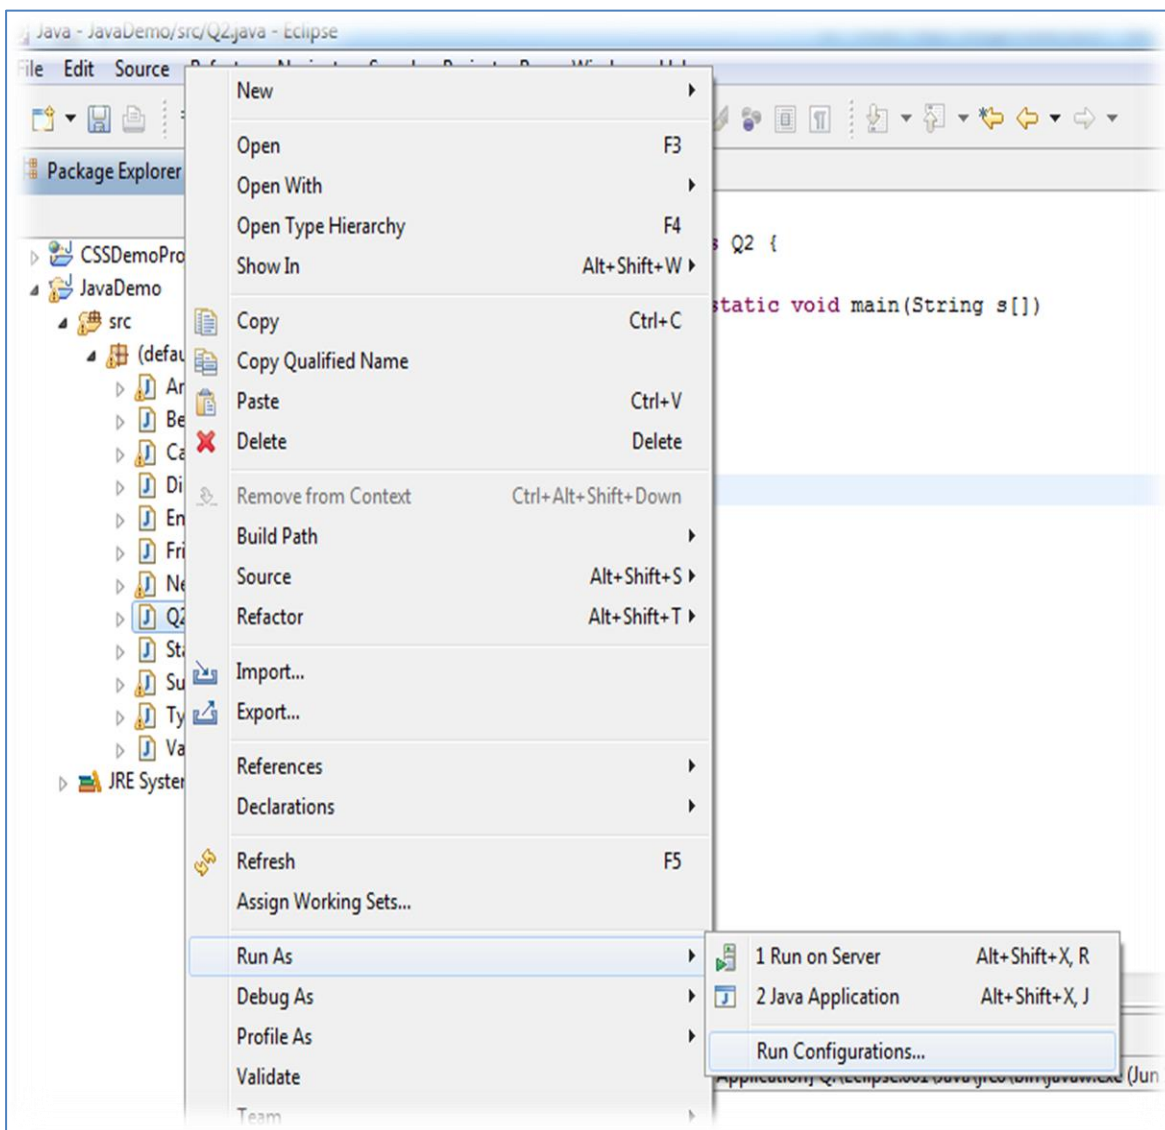 Java - JavaDemo/src/Q2.java - Eclipse
File Edit Source
Package Explorer
CSSDemoPro
JavaDemo
src
(defau
Ar
Be
Ca
Di
En
Fri
Ne
Q2
Sta
Su
Ty
Va
JRE System
New
Open F3
Open With
Open Type Hierarchy F4
Show In Alt+Shift+W
Copy Ctrl+C
Copy Qualified Name
Paste Ctrl+V
Delete Delete
Remove from Context Ctrl+Alt+Shift+Down
Build Path
Source Alt+Shift+S
Refactor Alt+Shift+T
Import...
Export...
References
Declarations
Refresh F5
Assign Working Sets...
Run As
Debug As
Profile As
Validate
Team
s Q2 {
static void main(String s[])
1 Run on Server Alt+Shift+X, R
2 Java Application Alt+Shift+X, J
Run Configurations...
(Jun